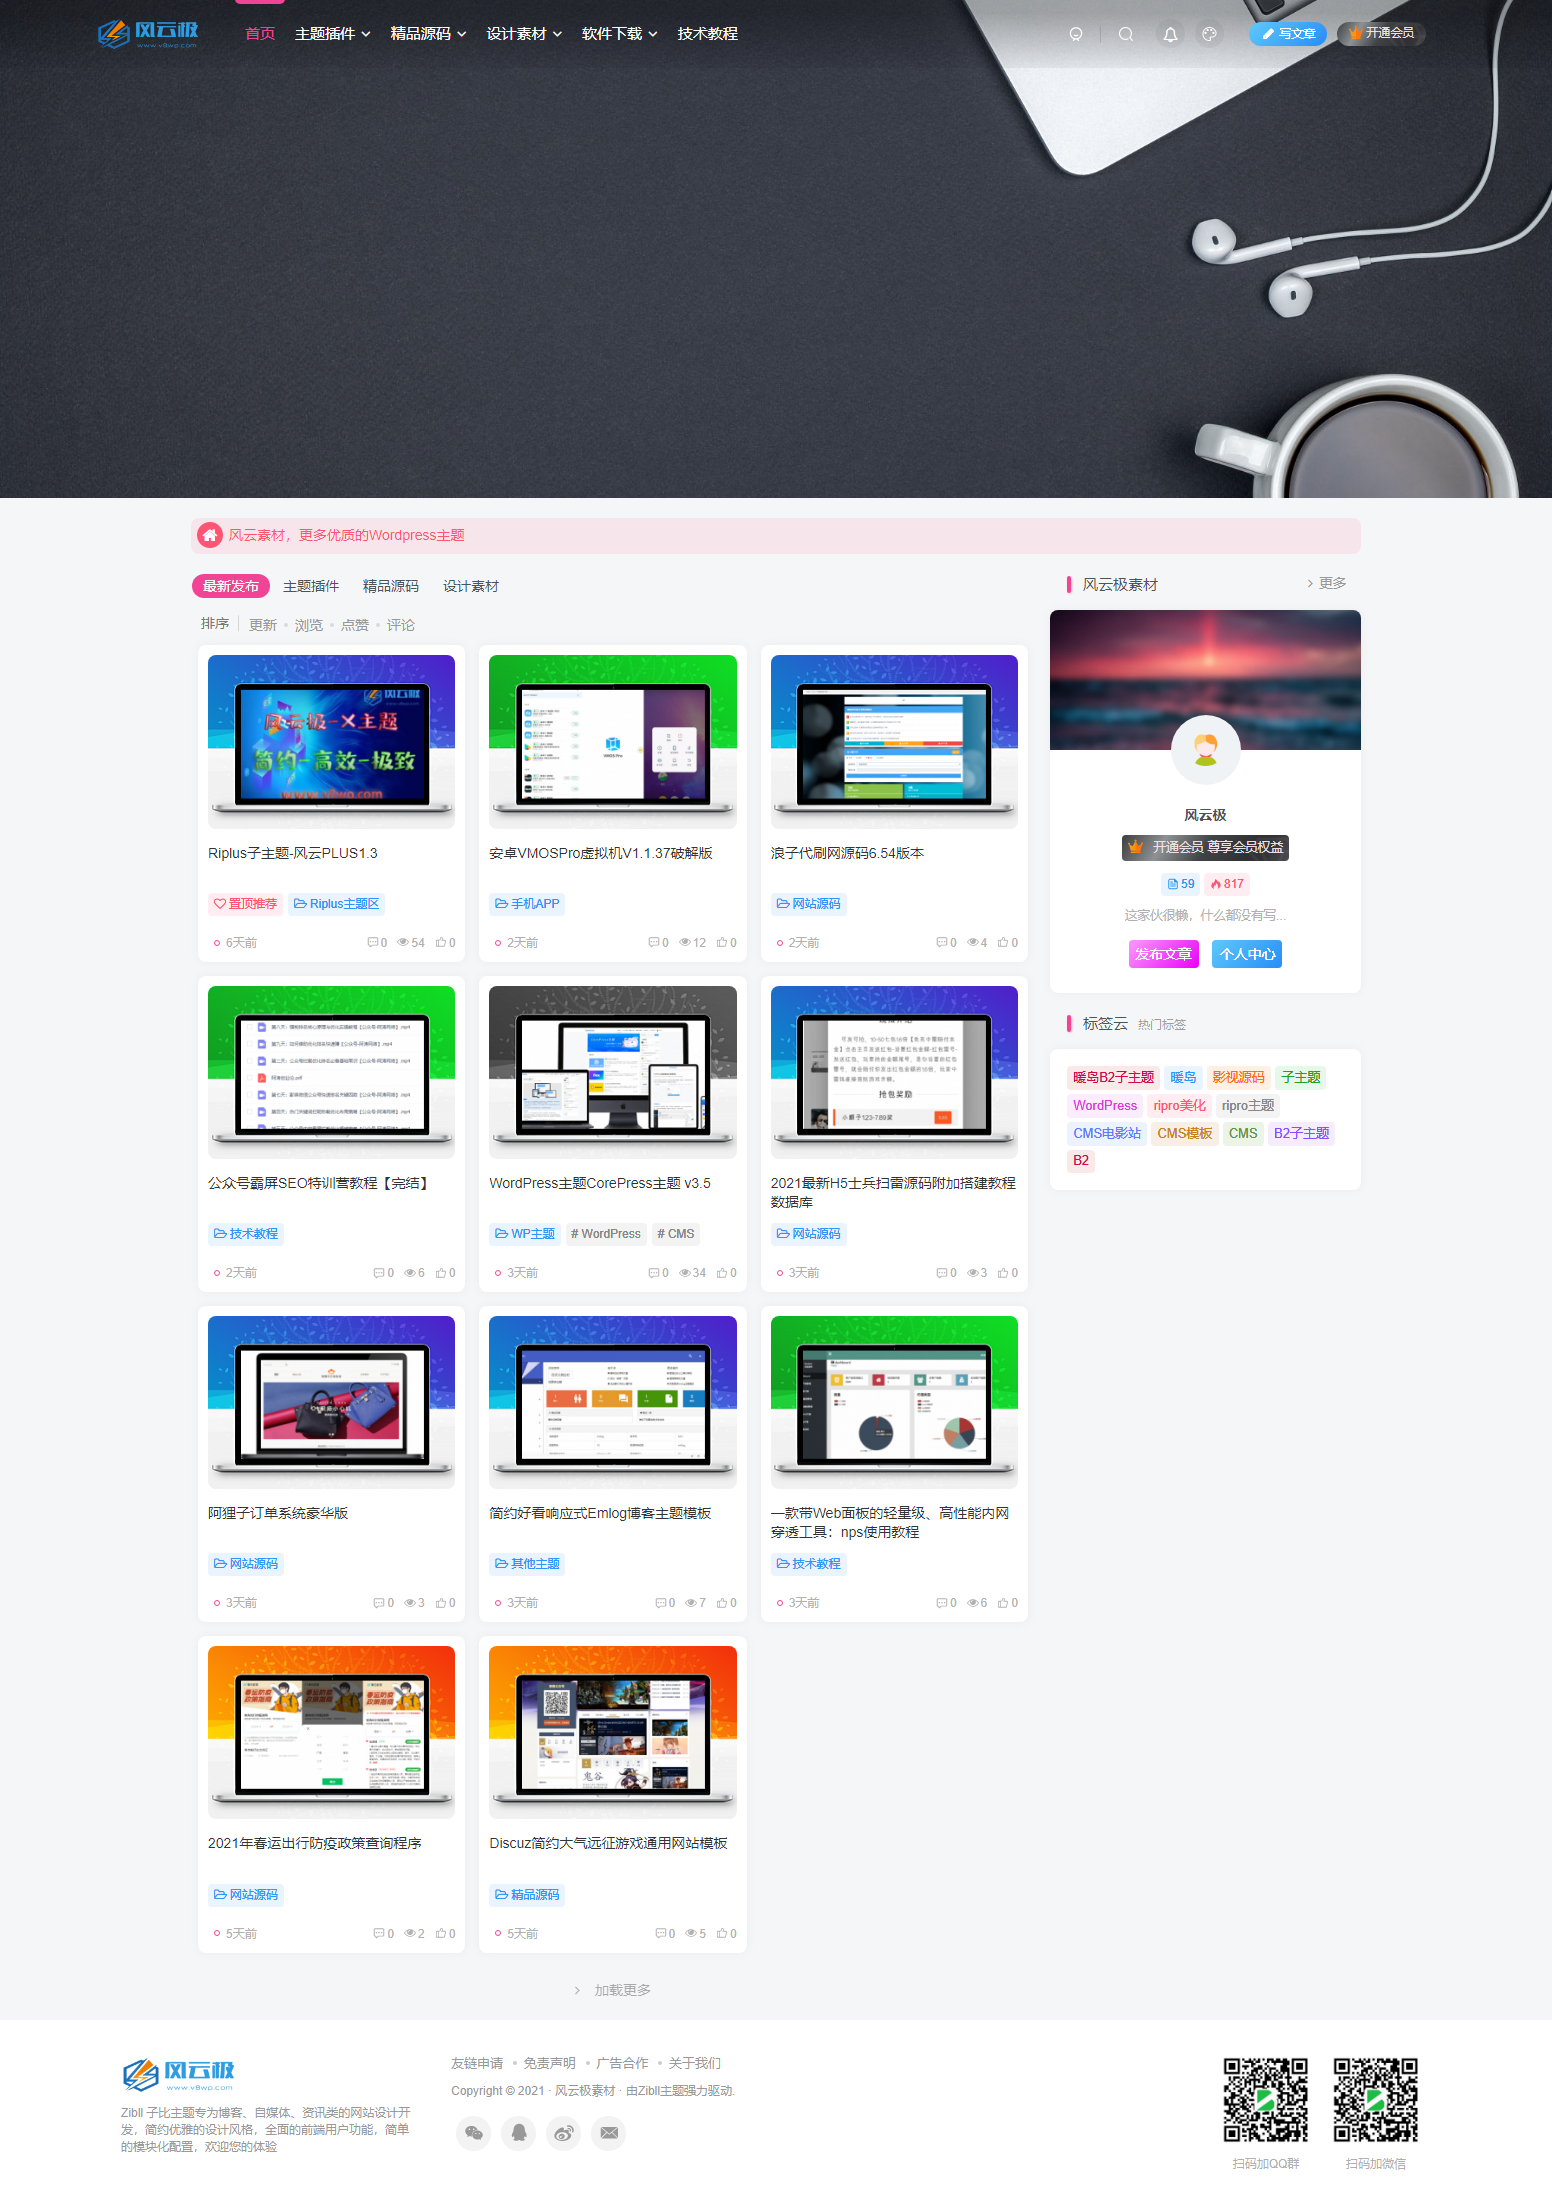 风云极
www.v8wp.com
首页 主题插件 精品源码 设计素材 软件下载 技术教程
写文章 开通会员
风云素材，更多优质的Wordpress主题
最新发布 主题插件 精品源码 设计素材
排序 更新 浏览 点赞 评论
风云极
风云极-X主题
简约-高效-极致
www.v8wp.com
Riplus子主题-风云PLUS1.3
置顶推荐 Riplus主题区
6天前 0 54 0
安卓VMOSPro虚拟机V1.1.37破解版
手机APP
2天前 0 12 0
浪子代刷网源码6.54版本
网站源码
2天前 0 4 0
公众号霸屏SEO特训营教程【完结】
技术教程
2天前 0 6 0
WordPress主题CorePress主题 v3.5
WP主题 # WordPress # CMS
3天前 0 34 0
抢包奖励
小戴子123-789奖
2021最新H5士兵扫雷源码附加搭建教程
数据库
网站源码
3天前 0 3 0
阿狸子订单系统豪华版
网站源码
3天前 0 3 0
简约好看响应式Emlog博客主题模板
其他主题
3天前 0 7 0
一款带Web面板的轻量级、高性能内网
穿透工具：nps使用教程
技术教程
3天前 0 6 0
春运防疫
政策指南
2021年春运出行防疫政策查询程序
网站源码
5天前 0 2 0
鬼谷
Discuz简约大气远征游戏通用网站模板
精品源码
5天前 0 5 0
加载更多
风云极素材 更多
风云极
开通会员 尊享会员权益
59 817
这家伙很懒，什么都没有写...
发布文章 个人中心
标签云 热门标签
暖岛B2子主题 暖岛 影视源码 子主题
WordPress ripro美化 ripro主题
CMS电影站 CMS模板 CMS B2子主题
B2
风云极
www.v8wp.com
Zibll 子比主题专为博客、自媒体、资讯类的网站设计开
发，简约优雅的设计风格，全面的前端用户功能，简单
的模块化配置，欢迎您的体验
友链申请 免责声明 广告合作 关于我们
Copyright © 2021 · 风云极素材 · 由Zibll主题强力驱动.
扫码加QQ群 扫码加微信